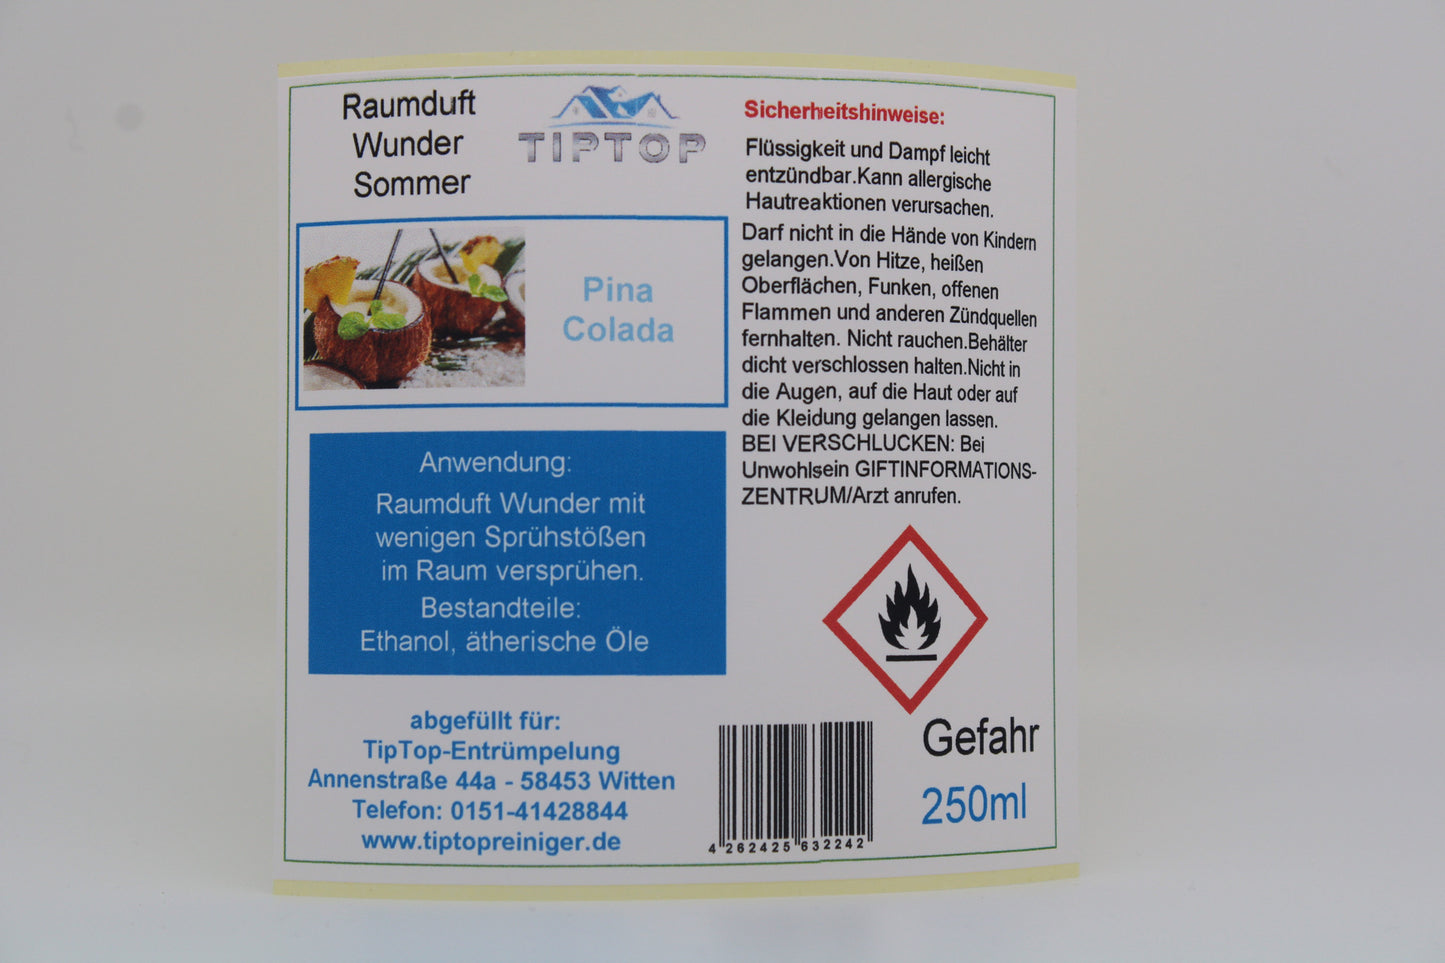 Raumduft
Wunder
Sommer
TIPTOP
Pina
Colada
Anwendung:
Raumduft Wunder mit
wenigen Sprühstößen
im Raum versprühen.
Bestandteile:
Ethanol, ätherische Öle
abgefüllt für:
TipTop-Entrümpelung
Annenstraße 44a - 58453 Witten
Telefon: 0151-41428844
www.tiptopreiniger.de
Sicherheitshinweise:
Flüssigkeit und Dampf leicht
entzündbar.Kann allergische
Hautreaktionen verursachen.
Darf nicht in die Hände von Kindern
gelangen.Von Hitze, heißen
Oberflächen, Funken, offenen
Flammen und anderen Zündquellen
fernhalten. Nicht rauchen.Behälter
dicht verschlossen halten.Nicht in
die Augen, auf die Haut oder auf
die Kleidung gelangen lassen.
BEI VERSCHLUCKEN: Bei
Unwohlsein GIFTINFORMATIONS-
ZENTRUM/Arzt anrufen.
Gefahr
250ml
4 262425 632242